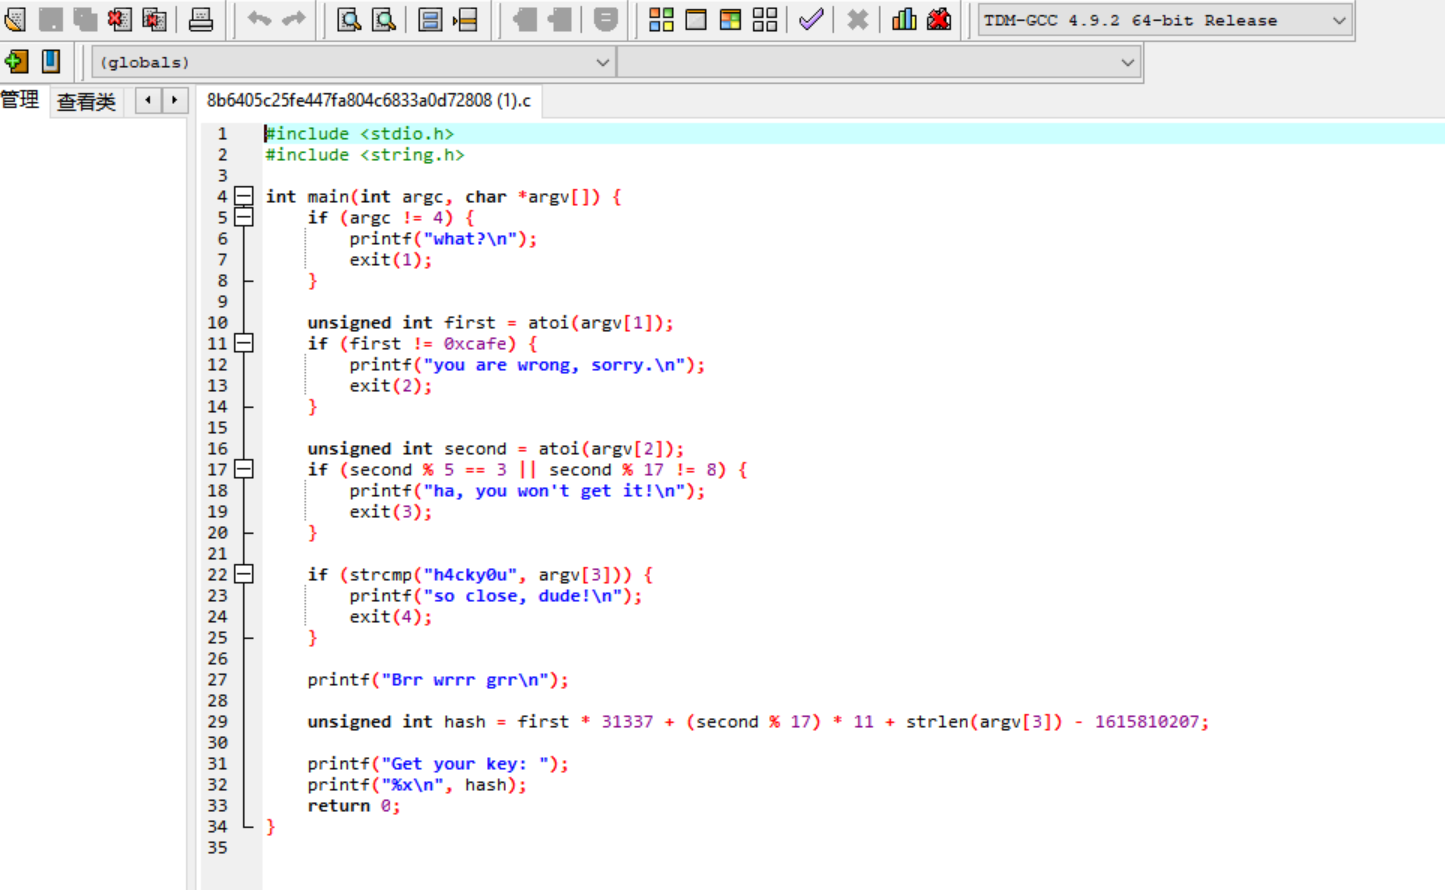 TDM-GCC 4.9.2 64-bit Release
(globals)
管理 查看类 8b6405c25fe447fa804c6833a0d72808 (1).c
1 #include <stdio.h>
2 #include <string.h>
3
4 int main(int argc, char *argv[]) {
5 if (argc != 4) {
6 printf("what?\n");
7 exit(1);
8 }
9
10 unsigned int first = atoi(argv[1]);
11 if (first != 0xcafe) {
12 printf("you are wrong, sorry.\n");
13 exit(2);
14 }
15
16 unsigned int second = atoi(argv[2]);
17 if (second % 5 == 3 || second % 17 != 8) {
18 printf("ha, you won't get it!\n");
19 exit(3);
20 }
21
22 if (strcmp("h4cky0u", argv[3])) {
23 printf("so close, dude!\n");
24 exit(4);
25 }
26
27 printf("Brr wrrr grr\n");
28
29 unsigned int hash = first * 31337 + (second % 17) * 11 + strlen(argv[3]) - 1615810207;
30
31 printf("Get your key: ");
32 printf("%x\n", hash);
33 return 0;
34 }
35